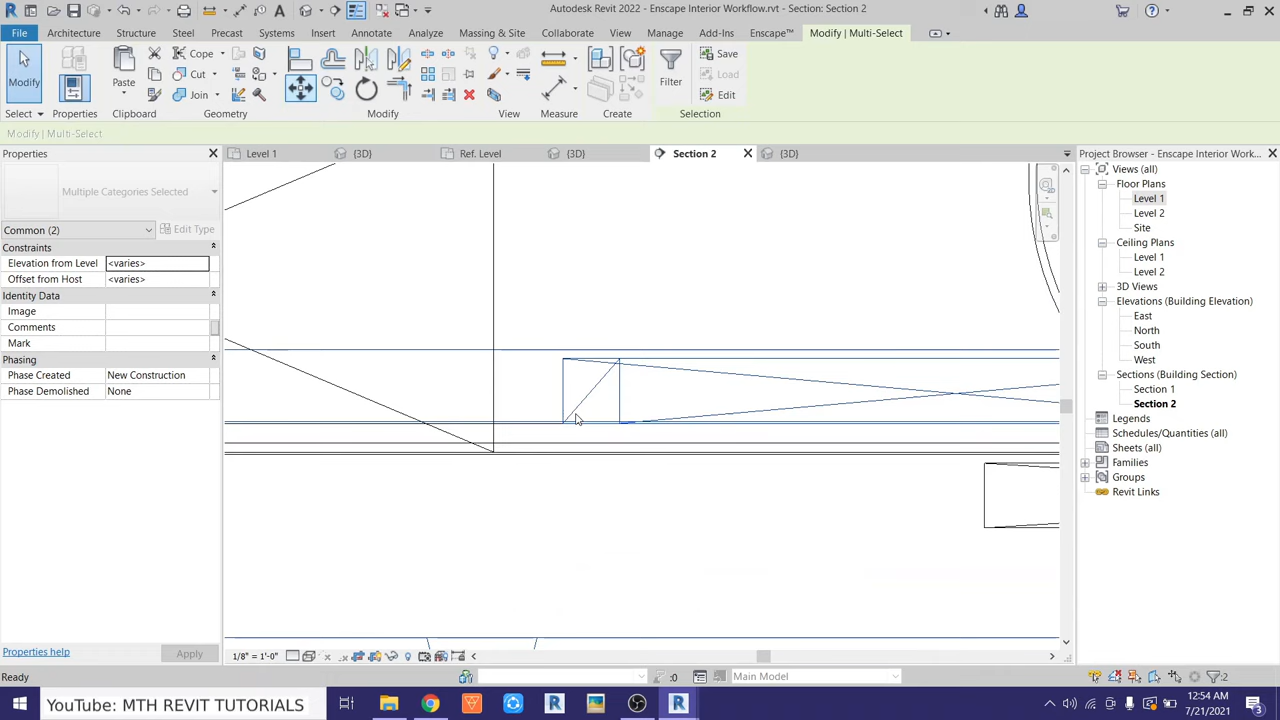 Autodesk Revit 2022 - Enscape Interior Workflow.rvt - Section: Section 2
File Architecture Structure Steel Precast Systems Insert Annotate Analyze Massing & Site Collaborate View Manage Add-Ins Enscape™ Modify | Multi-Select
Modify Paste Cope Cut Join Filter Save Load Edit
Select Properties Clipboard Geometry Modify View Measure Create Selection
Modify | Multi-Select
Properties
Level 1 {3D} Ref. Level {3D} Section 2 {3D}
Project Browser - Enscape Interior Wor...
Multiple Categories Selected
Common (2) Edit Type
Constraints
Elevation from Level <varies>
Offset from Host <varies>
Identity Data
Image
Comments
Mark
Phasing
Phase Created New Construction
Phase Demolished None
Properties help Apply
Views (all)
Floor Plans
Level 1
Level 2
Site
Ceiling Plans
Level 1
Level 2
3D Views
Elevations (Building Elevation)
East
North
South
West
Sections (Building Section)
Section 1
Section 2
Legends
Schedules/Quantities (all)
Sheets (all)
Families
Groups
Revit Links
1/8" = 1'-0"
Ready :0 Main Model :2
YouTube: MTH REVIT TUTORIALS
12:54 AM
7/21/2021
3